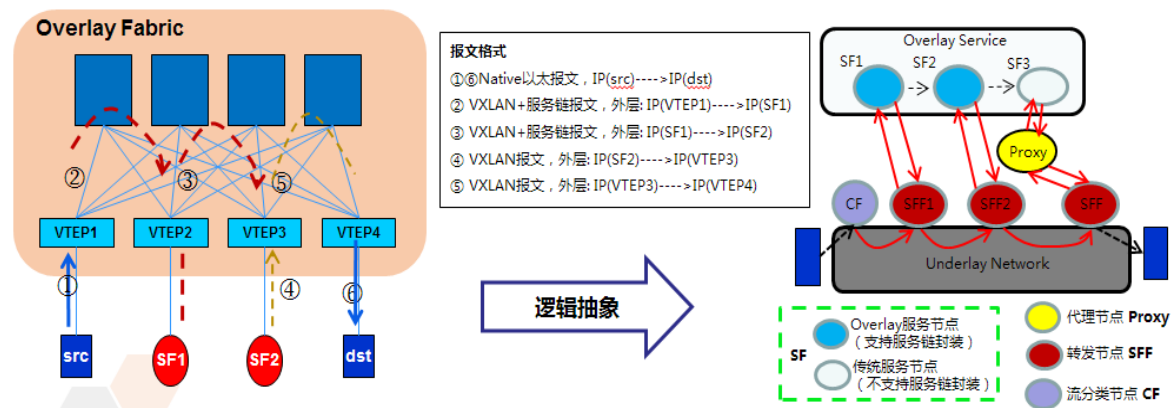 Overlay Fabric
②
③
⑤
VTEP1
VTEP2
VTEP3
VTEP4
①
④
⑥
src
SF1
SF2
dst
报文格式
①⑥Native以太报文，IP(src)---->IP(dst)
② VXLAN+服务链报文，外层: IP(VTEP1)---->IP(SF1)
③ VXLAN+服务链报文，外层: IP(SF1)---->IP(SF2)
④ VXLAN报文，外层: IP(SF2)---->IP(VTEP3)
⑤ VXLAN报文，外层: IP(VTEP3)---->IP(VTEP4)
逻辑抽象
Overlay Service
SF1
SF2
SF3
Proxy
CF
SFF1
SFF2
SFF
Underlay Network
SF
Overlay服务节点
（支持服务链封装）
传统服务节点
（不支持服务链封装）
代理节点 Proxy
转发节点 SFF
流分类节点 CF